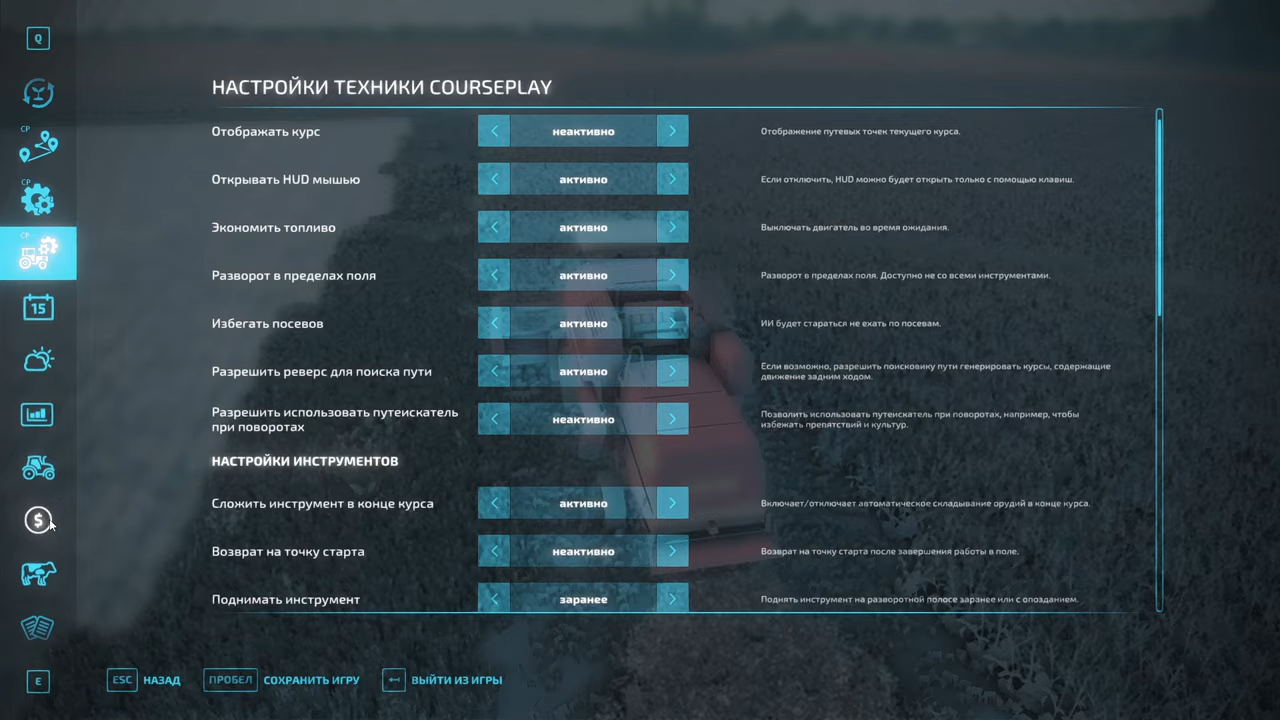 Q
НАСТРОЙКИ ТЕХНИКИ COURSEPLAY
Отображать курс
неактивно
Отображение путевых точек текущего курса.
CP
Открывать HUD мышью
активно
Если отключить, HUD можно будет открыть только с помощью клавиш.
CP
Экономить топливо
активно
Выключать двигатель во время ожидания.
CP
Разворот в пределах поля
активно
Разворот в пределах поля. Доступно не со всеми инструментами.
15
Избегать посевов
активно
ИИ будет стараться не ехать по посевам.
Разрешить реверс для поиска пути
активно
Если возможно, разрешить поисковику пути генерировать курсы, содержащие
движение задним ходом.
Разрешить использовать путеискатель
при поворотах
неактивно
Позволить использовать путеискатель при поворотах, например, чтобы
избежать препятствий и культур.
НАСТРОЙКИ ИНСТРУМЕНТОВ
Сложить инструмент в конце курса
активно
Включает/отключает автоматическое складывание орудий в конце курса.
$
Возврат на точку старта
неактивно
Возврат на точку старта после завершения работы в поле.
Поднимать инструмент
заранее
Поднять инструмент на разворотной полосе заранее или с опозданием.
E
ESC НАЗАД ПРОБЕЛ СОХРАНИТЬ ИГРУ ВЫЙТИ ИЗ ИГРЫ